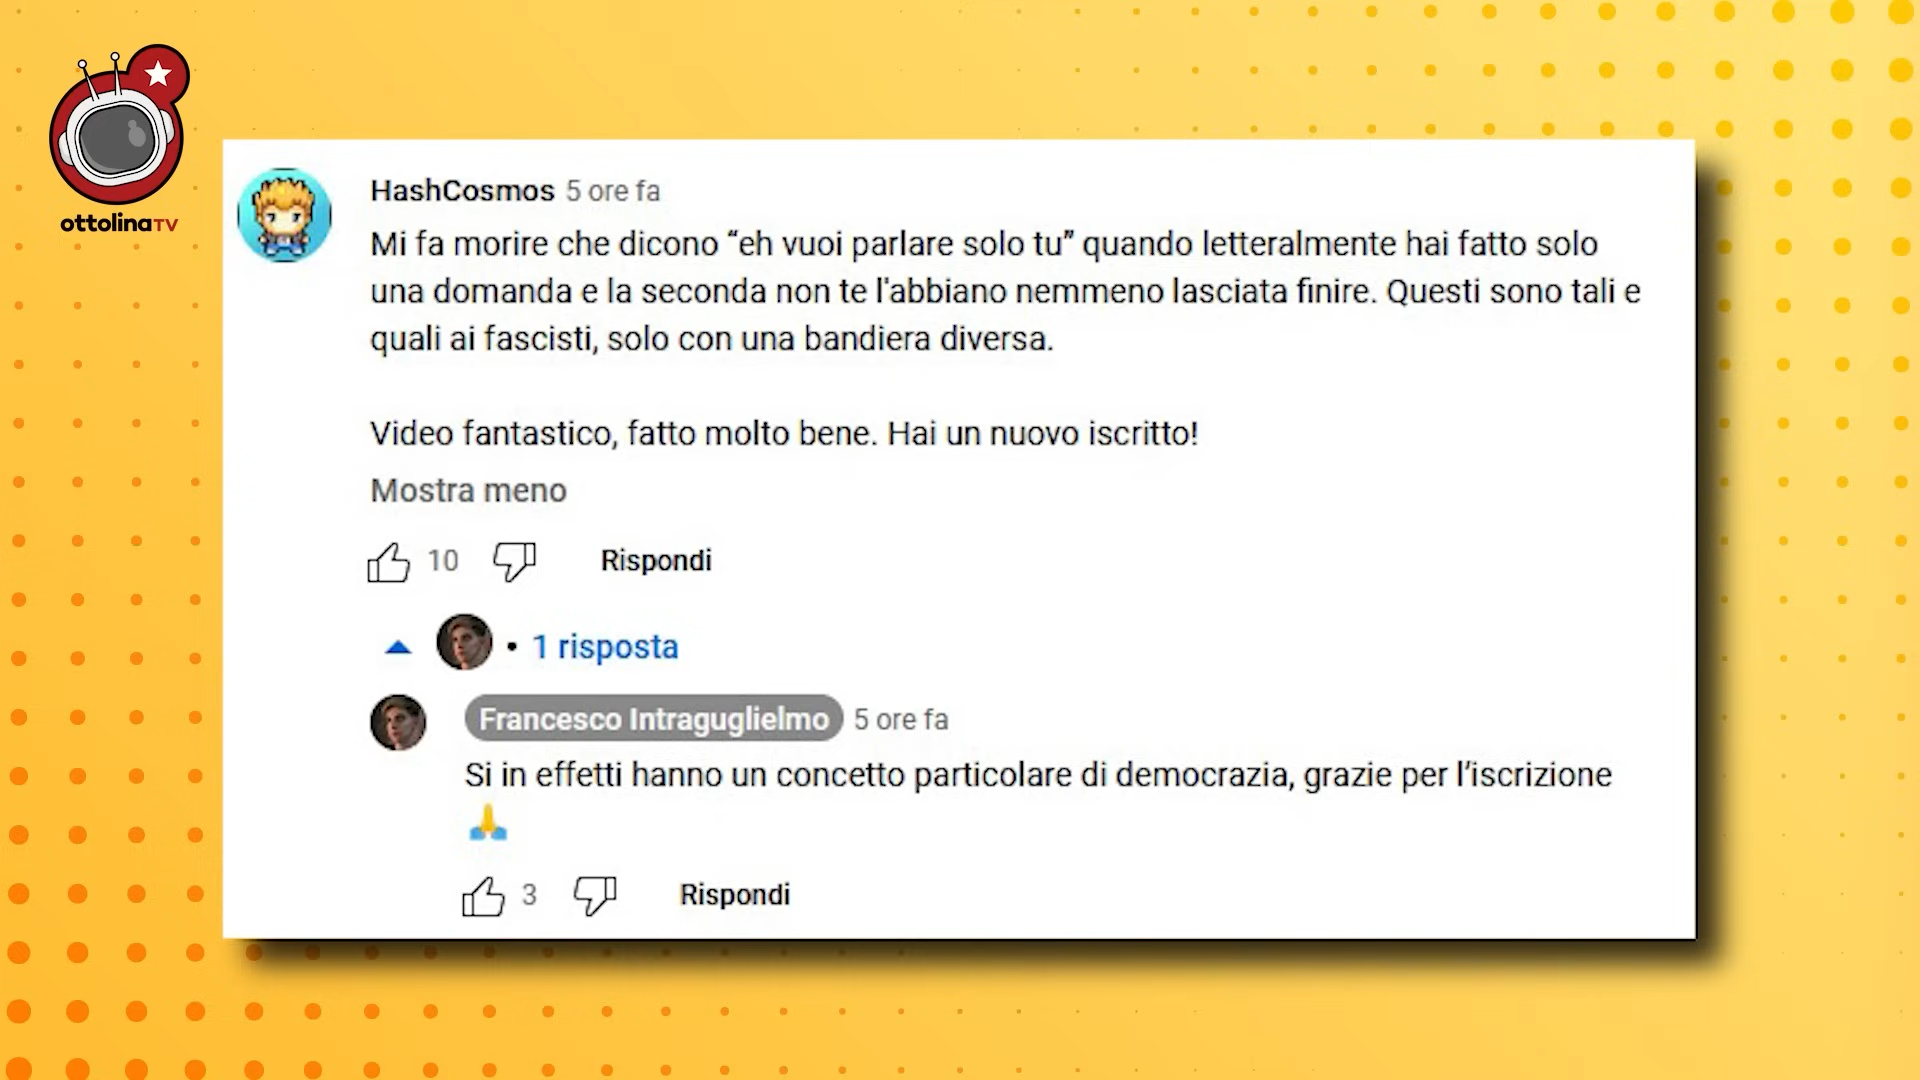 ottolinaTV
HashCosmos 5 ore fa
Mi fa morire che dicono “eh vuoi parlare solo tu” quando letteralmente hai fatto solo
una domanda e la seconda non te l'abbiano nemmeno lasciata finire. Questi sono tali e
quali ai fascisti, solo con una bandiera diversa.
Video fantastico, fatto molto bene. Hai un nuovo iscritto!
Mostra meno
10 Rispondi
• 1 risposta
Francesco Intraguglielmo 5 ore fa
Si in effetti hanno un concetto particolare di democrazia, grazie per l’iscrizione
🙏
3 Rispondi